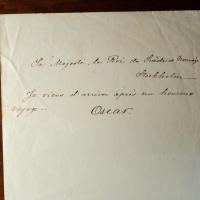 Sa Majesté, le Roi de Suède et Norvège
Stockholm
Je viens d'arriver après un heureux
voyage.
Oscar.